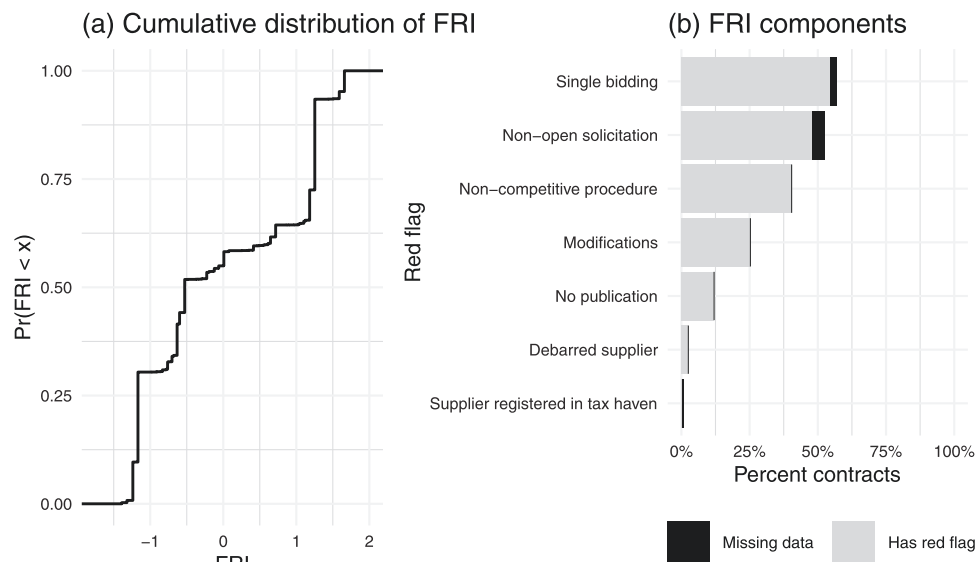 (a) Cumulative distribution of FRI
Pr(FRI < x)
1.00
0.75
0.50
0.25
0.00
−1 0 1 2
FRI
(b) FRI components
Red flag
Single bidding
Non−open solicitation
Non−competitive procedure
Modifications
No publication
Debarred supplier
Supplier registered in tax haven
0% 25% 50% 75% 100%
Percent contracts
Missing data
Has red flag